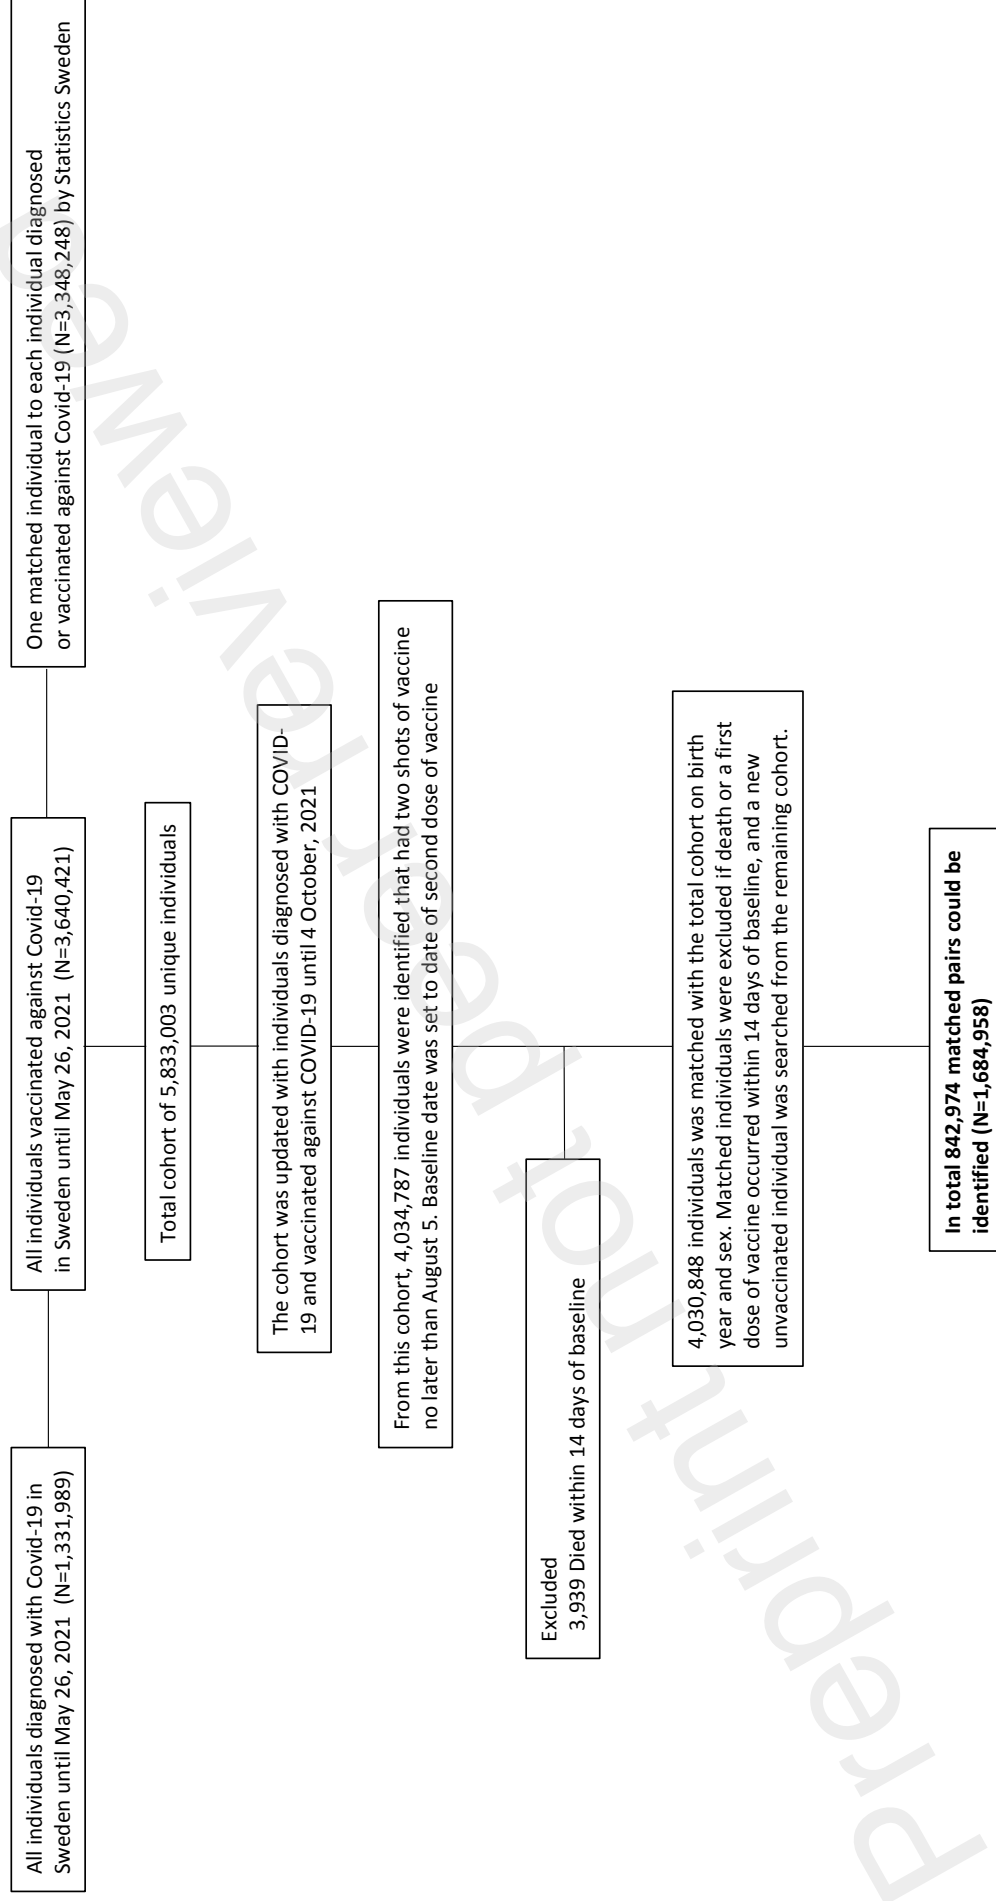 All individuals diagnosed with Covid-19 in
Sweden until May 26, 2021 (N=1,331,989)
All individuals vaccinated against Covid-19
in Sweden until May 26, 2021 (N=3,640,421)
One matched individual to each individual diagnosed
or vaccinated against Covid-19 (N=3,348,248) by Statistics Sweden
Total cohort of 5,833,003 unique individuals
The cohort was updated with individuals diagnosed with COVID-
19 and vaccinated against COVID-19 until 4 October, 2021
From this cohort, 4,034,787 individuals were identified that had two shots of vaccine
no later than August 5. Baseline date was set to date of second dose of vaccine
Excluded
3,939 Died within 14 days of baseline
4,030,848 individuals was matched with the total cohort on birth
year and sex. Matched individuals were excluded if death or a first
dose of vaccine occurred within 14 days of baseline, and a new
unvaccinated individual was searched from the remaining cohort.
In total 842,974 matched pairs could be
identified (N=1,684,958)
Preprint not peer reviewed